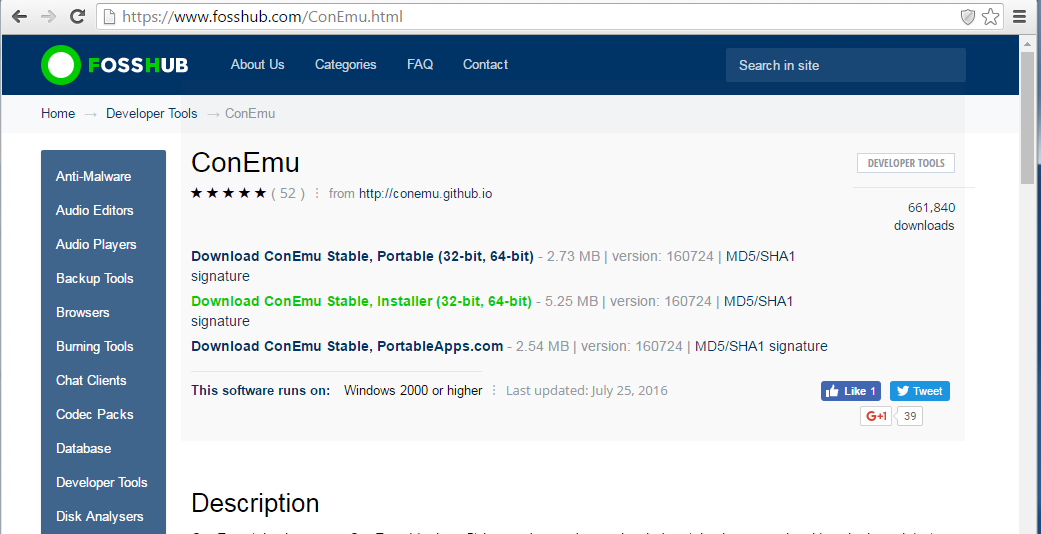 https://www.fosshub.com/ConEmu.html
FOSSHUB
About Us
Categories
FAQ
Contact
Search in site
Home → Developer Tools → ConEmu
Anti-Malware
Audio Editors
Audio Players
Backup Tools
Browsers
Burning Tools
Chat Clients
Codec Packs
Database
Developer Tools
Disk Analysers
ConEmu
★★★★★ ( 52 ) ⋮ from http://conemu.github.io
DEVELOPER TOOLS
661,840
downloads
Download ConEmu Stable, Portable (32-bit, 64-bit) - 2.73 MB | version: 160724 | MD5/SHA1
signature
Download ConEmu Stable, Installer (32-bit, 64-bit) - 5.25 MB | version: 160724 | MD5/SHA1
signature
Download ConEmu Stable, PortableApps.com - 2.54 MB | version: 160724 | MD5/SHA1 signature
This software runs on: Windows 2000 or higher ⋮ Last updated: July 25, 2016
Like 1
Tweet
G+1
39
Description